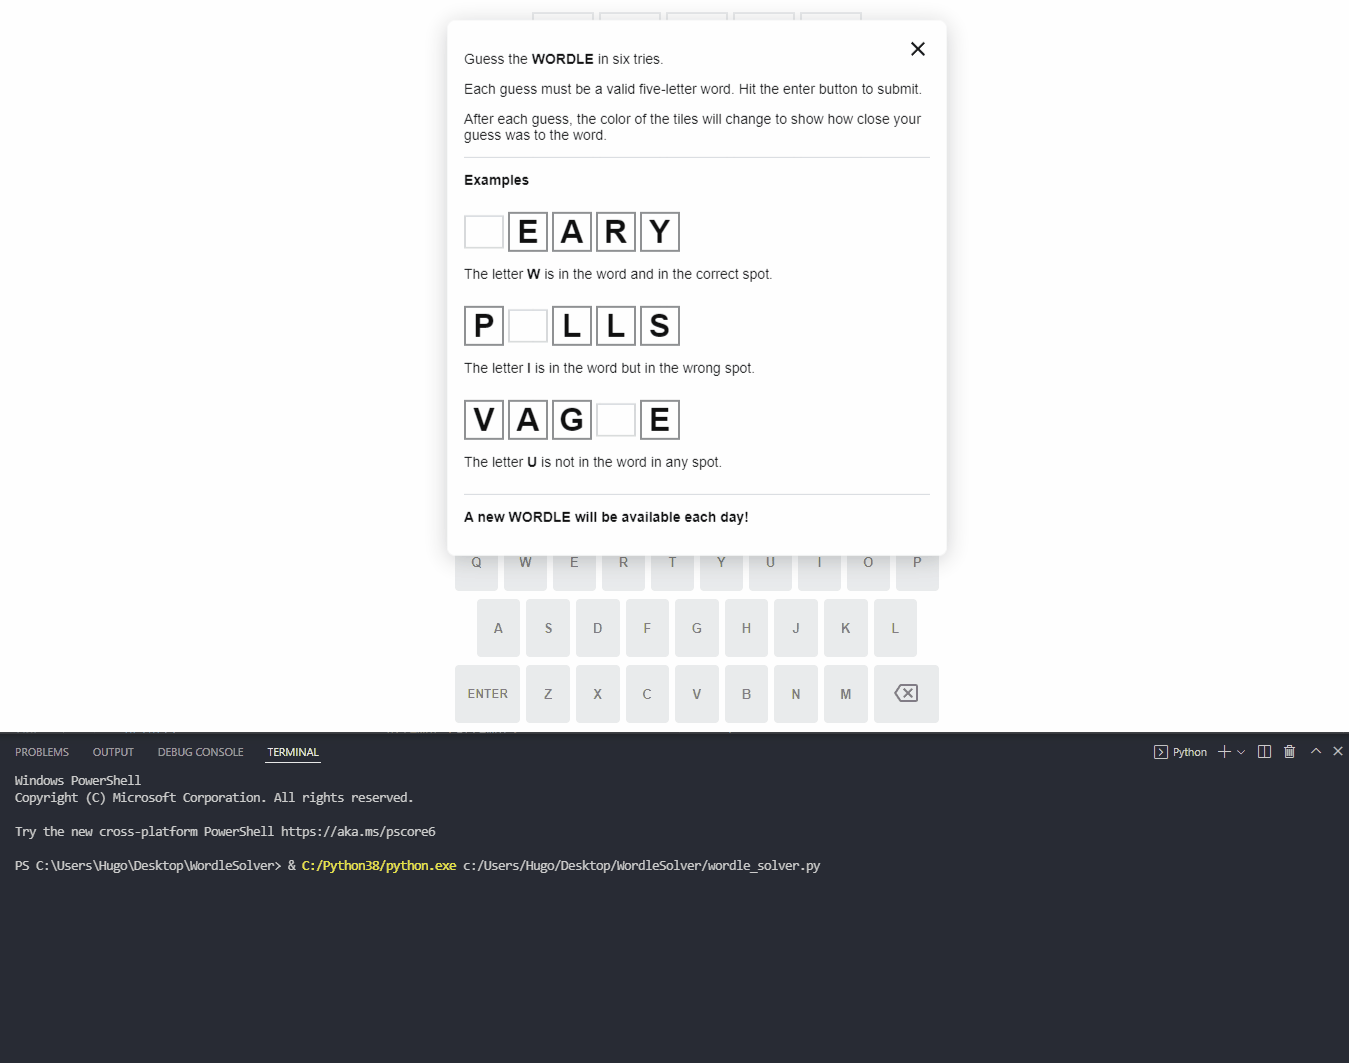 Guess the WORDLE in six tries.
Each guess must be a valid five-letter word. Hit the enter button to submit.
After each guess, the color of the tiles will change to show how close your
guess was to the word.
Examples
E A R Y
The letter W is in the word and in the correct spot.
P L L S
The letter I is in the word but in the wrong spot.
V A G E
The letter U is not in the word in any spot.
A new WORDLE will be available each day!
Q W E R T Y U I O P
A S D F G H J K L
ENTER Z X C V B N M
PROBLEMS OUTPUT DEBUG CONSOLE TERMINAL Python
Windows PowerShell
Copyright (C) Microsoft Corporation. All rights reserved.
Try the new cross-platform PowerShell https://aka.ms/pscore6
PS C:\Users\Hugo\Desktop\WordleSolver> & C:/Python38/python.exe c:/Users/Hugo/Desktop/WordleSolver/wordle_solver.py